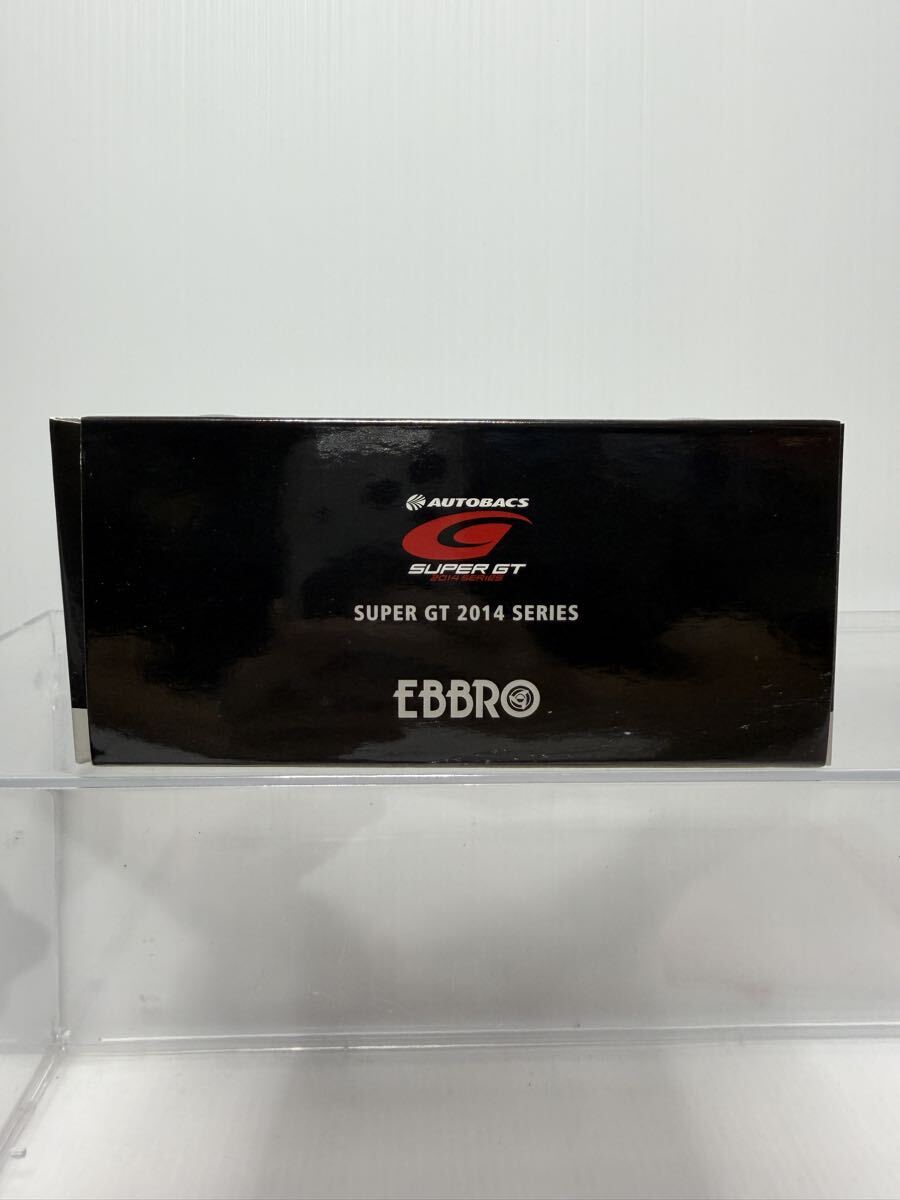 AUTOBACS
SUPER GT
2014 SERIES
SUPER GT 2014 SERIES
EBBRO